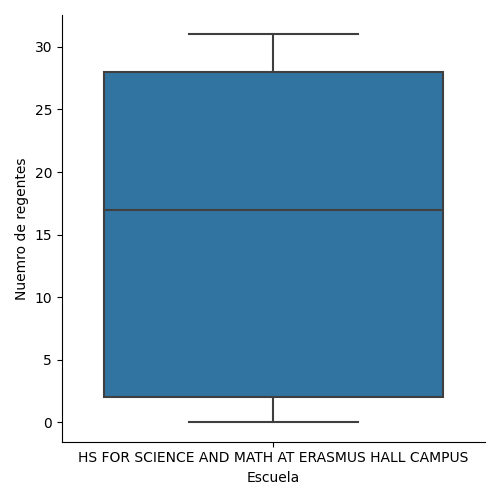 30
25
20
15
10
5
0
Nuemro de regentes
HS FOR SCIENCE AND MATH AT ERASMUS HALL CAMPUS
Escuela